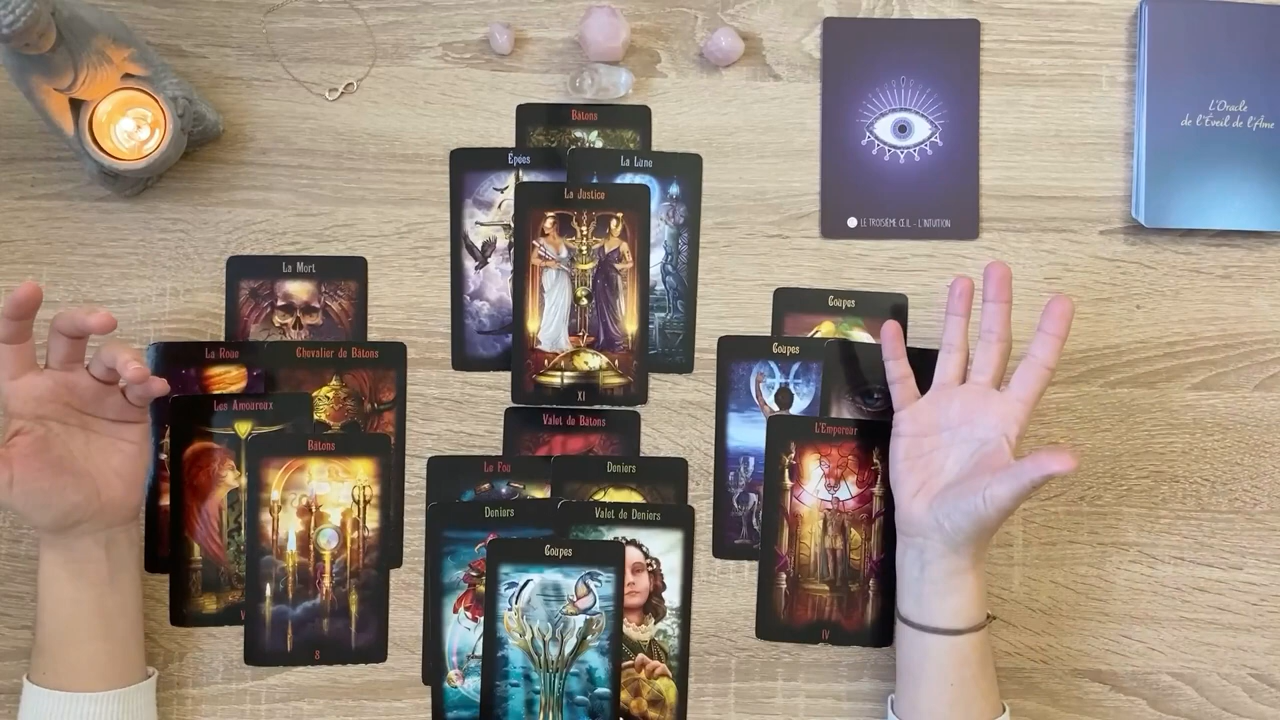 Bâtons
Épées
La Lune
La Justice
XI
LE TROISIÈME ŒIL - L'INTUITION
L'Oracle
de l'Éveil de l'Âme
La Mort
La Roue
Chevalier de Bâtons
Les Amoureux
Bâtons
8
Valet de Bâtons
Le Fou
Deniers
Deniers
Valet de Deniers
Coupes
Coupes
Coupes
L'Empereur
IV